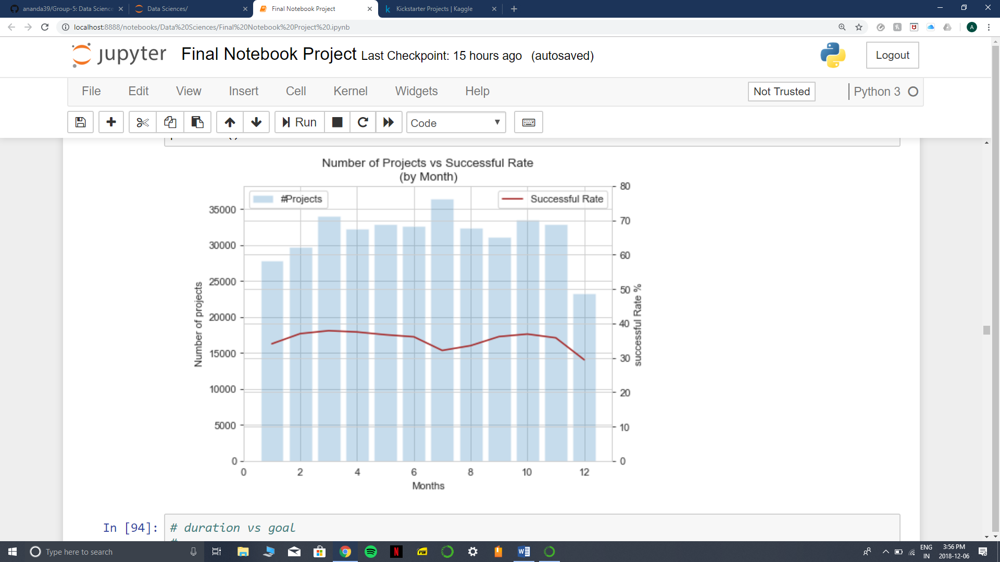 ananda39/Group-5: Data Science
Data Sciences/
Final Notebook Project
Kickstarter Projects | Kaggle
localhost:8888/notebooks/Data%20Sciences/Final%20Notebook%20Project%20.ipynb
A
jupyter Final Notebook Project Last Checkpoint: 15 hours ago (autosaved)
Logout
File Edit View Insert Cell Kernel Widgets Help
Not Trusted
Python 3
Run
Code
Number of Projects vs Successful Rate
(by Month)
#Projects
Successful Rate
Number of projects
35000
30000
25000
20000
15000
10000
5000
0
80
70
60
50
40
30
20
10
0
successful Rate %
0 2 4 6 8 10 12
Months
In [94]: # duration vs goal
Type here to search
PDF
N
W
ENG
IN
3:56 PM
2018-12-06